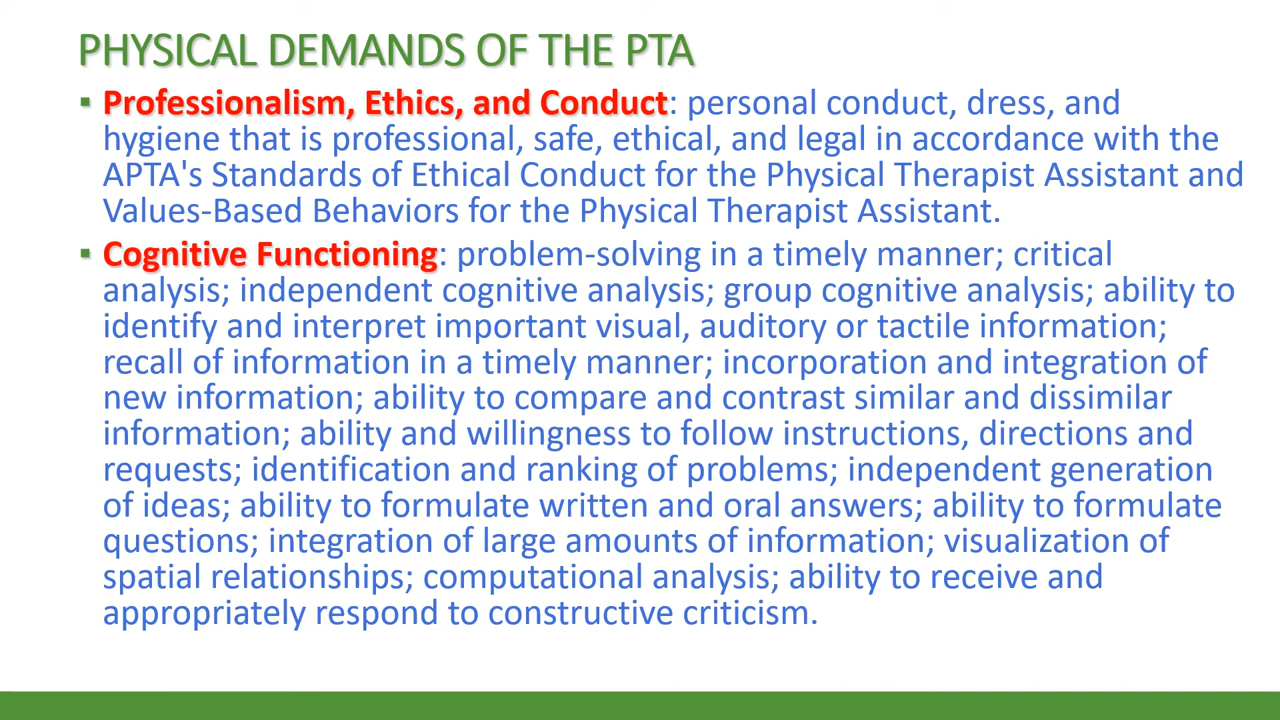 PHYSICAL DEMANDS OF THE PTA
▪ Professionalism, Ethics, and Conduct: personal conduct, dress, and
hygiene that is professional, safe, ethical, and legal in accordance with the
APTA's Standards of Ethical Conduct for the Physical Therapist Assistant and
Values-Based Behaviors for the Physical Therapist Assistant.
▪ Cognitive Functioning: problem-solving in a timely manner; critical
analysis; independent cognitive analysis; group cognitive analysis; ability to
identify and interpret important visual, auditory or tactile information;
recall of information in a timely manner; incorporation and integration of
new information; ability to compare and contrast similar and dissimilar
information; ability and willingness to follow instructions, directions and
requests; identification and ranking of problems; independent generation
of ideas; ability to formulate written and oral answers; ability to formulate
questions; integration of large amounts of information; visualization of
spatial relationships; computational analysis; ability to receive and
appropriately respond to constructive criticism.